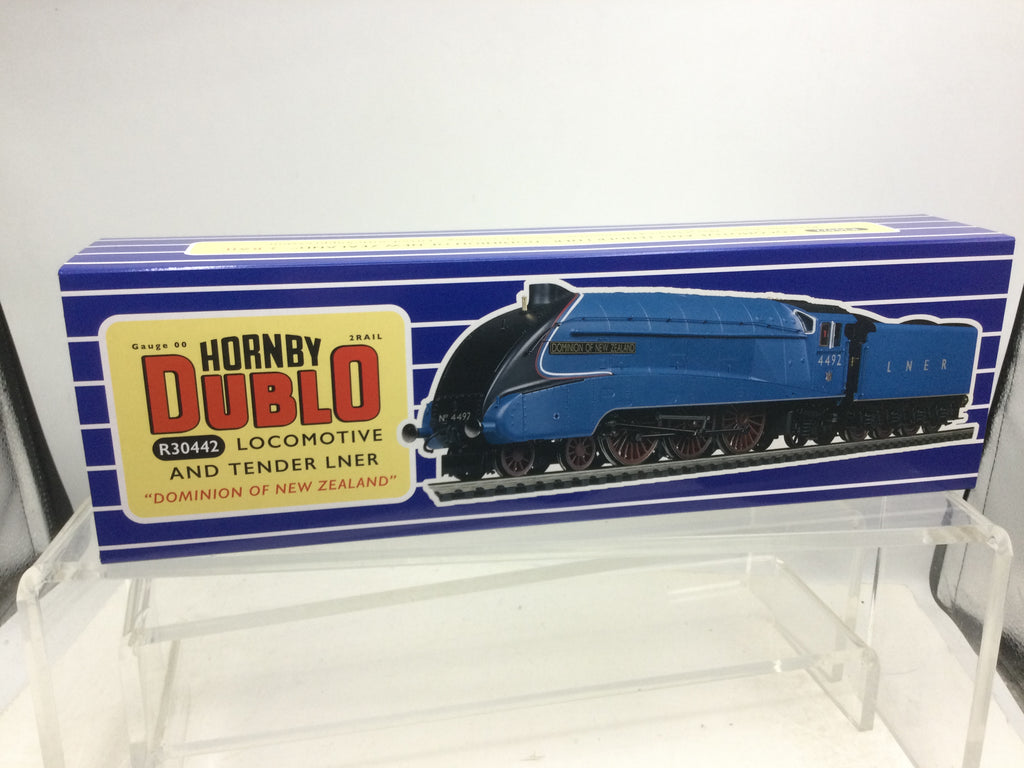 Gauge 00
2RAIL
HORNBY
DUBLO
R30442 LOCOMOTIVE
AND TENDER LNER
"DOMINION OF NEW ZEALAND"
DOMINION OF NEW ZEALAND
4492
LNER
No 4492